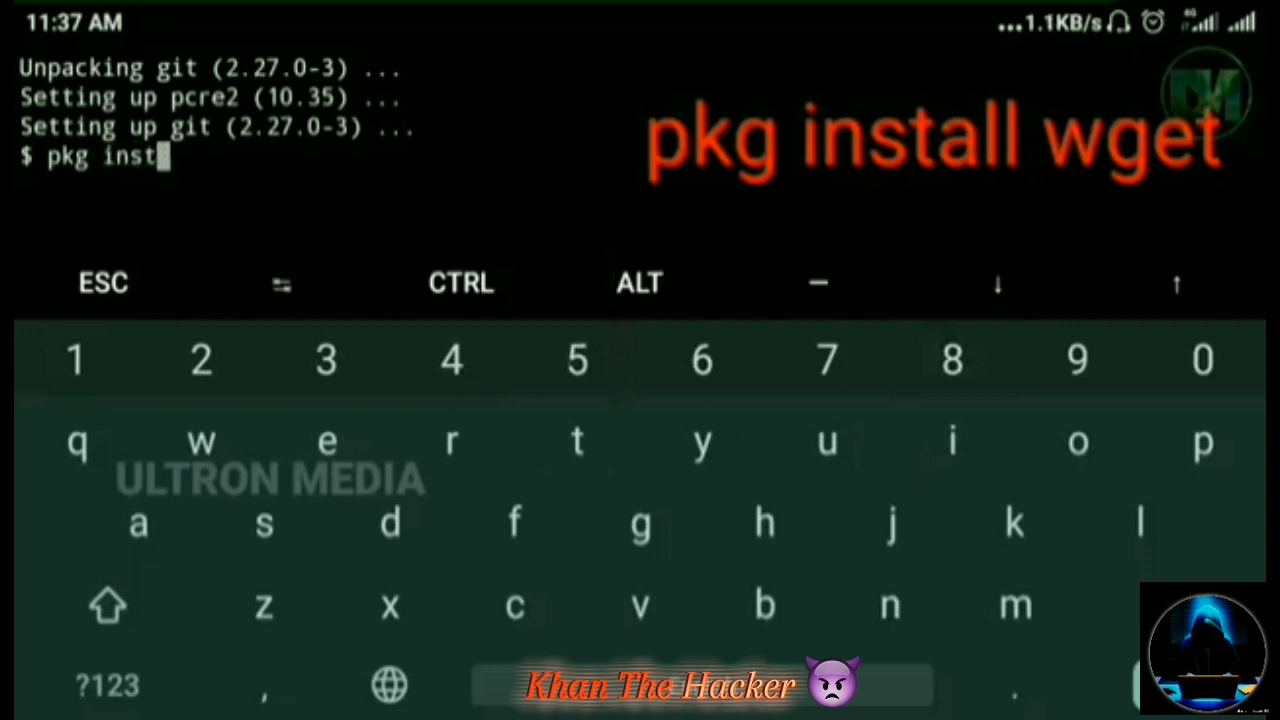 11:37 AM
...1.1KB/s 4G
Unpacking git (2.27.0-3) ...
Setting up pcre2 (10.35) ...
Setting up git (2.27.0-3) ...
$ pkg inst
pkg install wget
ESC CTRL ALT — ↓ ↑
1 2 3 4 5 6 7 8 9 0
q w e r t y u i o p
ULTRON MEDIA
a s d f g h j k l
z x c v b n m
?123 , .
Khan The Hacker 👿